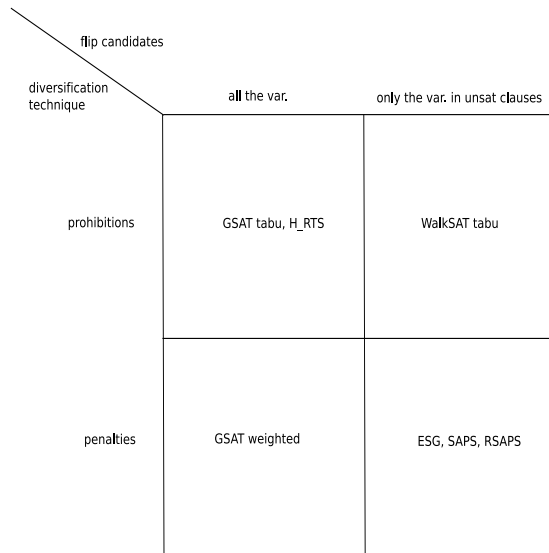 flip candidates
diversification
technique
all the var.
only the var. in unsat clauses
prohibitions
GSAT tabu, H_RTS
WalkSAT tabu
penalties
GSAT weighted
ESG, SAPS, RSAPS